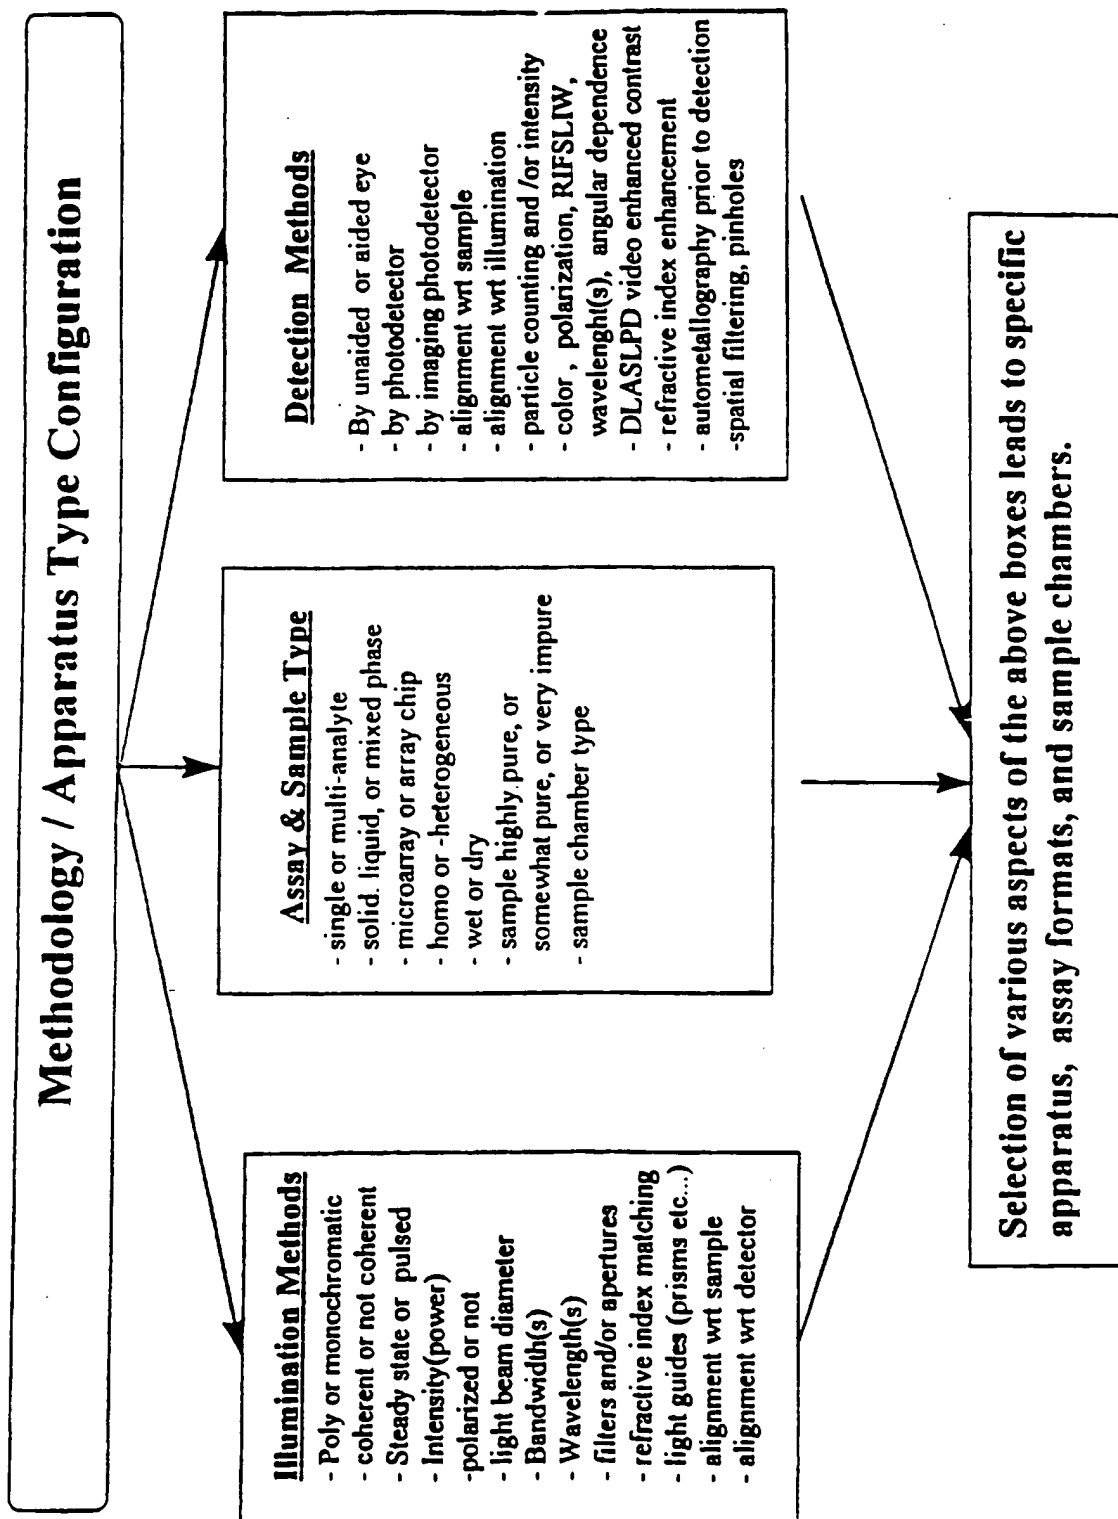 Methodology / Apparatus Type Configuration
Illumination Methods
- Poly or monochromatic
- coherent or not coherent
- Steady state or pulsed
- Intensity(power)
-polarized or not
- light beam diameter
- Bandwidth(s)
- Wavelength(s)
- filters and/or apertures
- refractive index matching
- light guides (prisms etc...)
- alignment wrt sample
- alignment wrt detector
Assay & Sample Type
- single or multi-analyte
- solid. liquid, or mixed phase
- microarray or array chip
- homo or -heterogeneous
- wet or dry
- sample highly pure, or
somewhat pure, or very impure
- sample chamber type
Detection Methods
- By unaided or aided eye
- by photodetector
- by imaging photodetector
- alignment wrt sample
- alignment wrt illumination
- particle counting and /or intensity
- color , polarization, RIFSLIW,
wavelenght(s), angular dependence
- DLASLPD video enhanced contrast
- refractive index enhancement
- autometallography prior to detection
-spatial filtering, pinholes
Selection of various aspects of the above boxes leads to specific
apparatus, assay formats, and sample chambers.